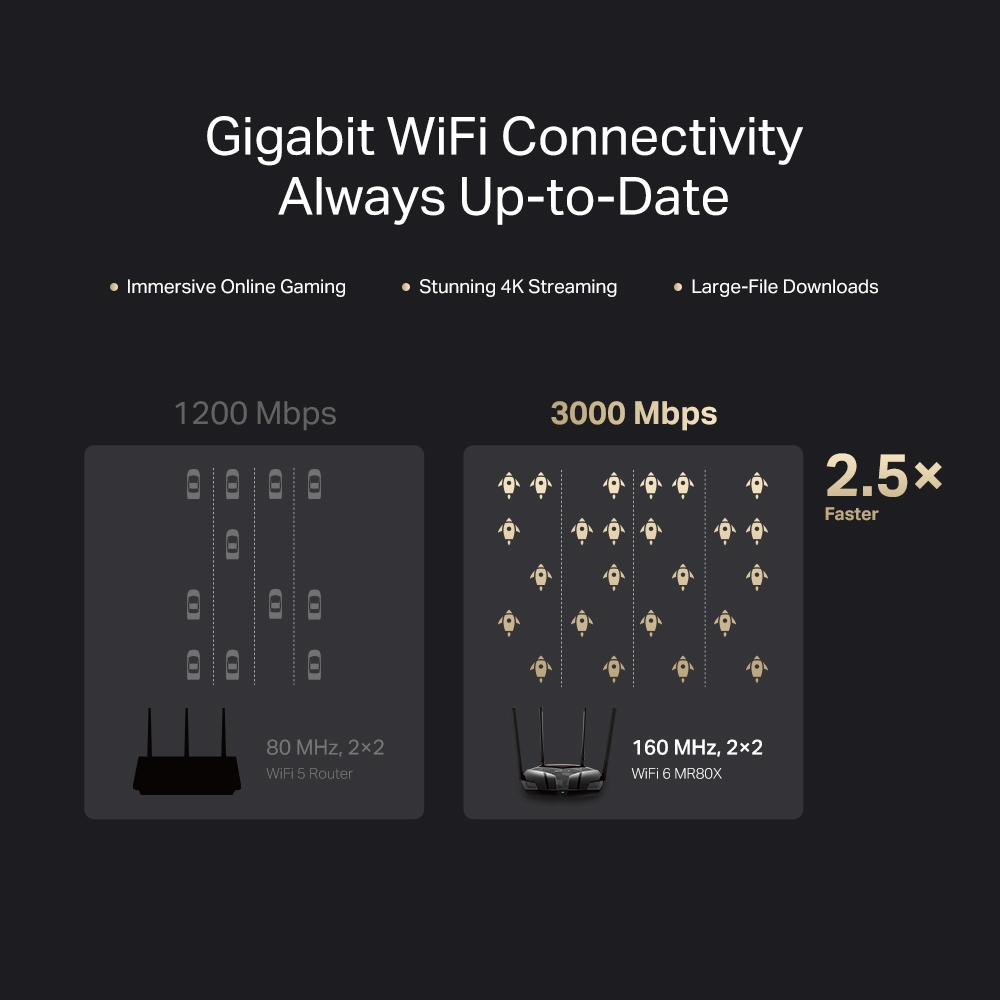 Gigabit WiFi Connectivity
Always Up-to-Date
Immersive Online Gaming
Stunning 4K Streaming
Large-File Downloads
1200 Mbps
3000 Mbps
2.5×
Faster
80 MHz, 2×2
WiFi 5 Router
160 MHz, 2×2
WiFi 6 MR80X